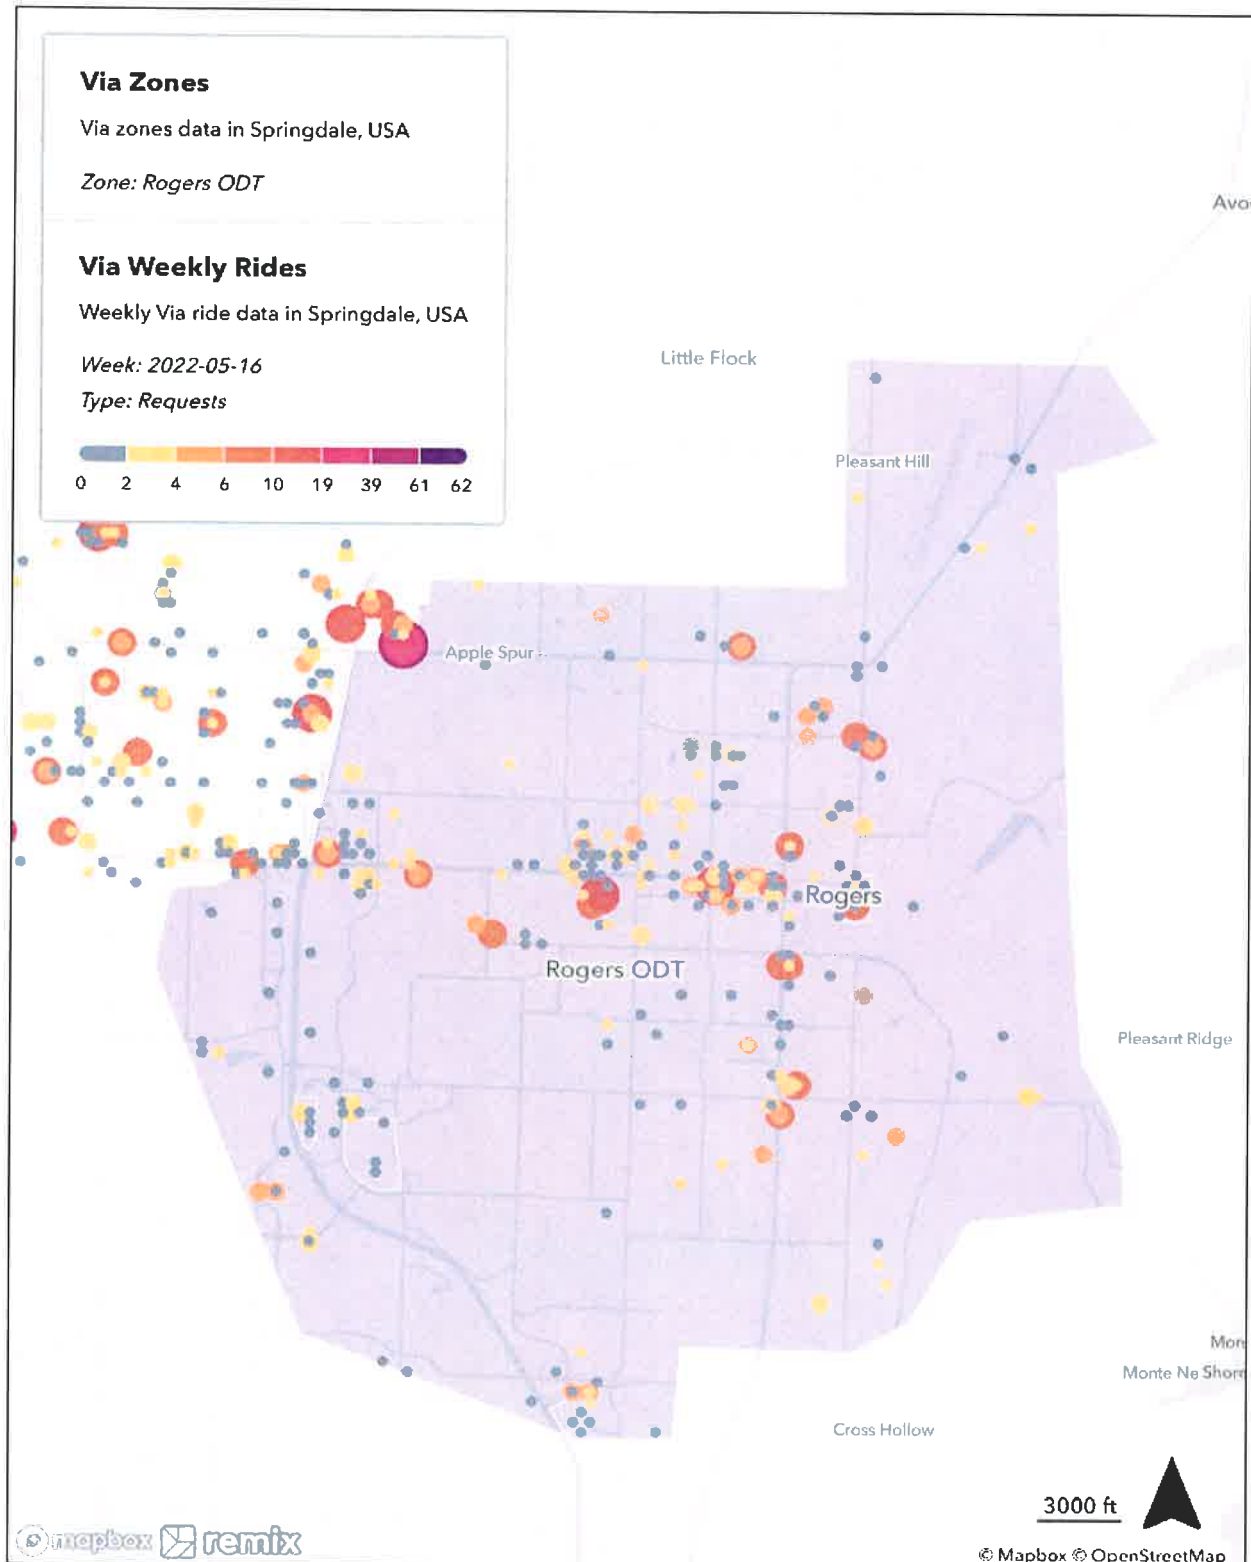 Via Zones
Via zones data in Springdale, USA
Zone: Rogers ODT
Via Weekly Rides
Weekly Via ride data in Springdale, USA
Week: 2022-05-16
Type: Requests
0 2 4 6 10 19 39 61 62
Avo
Little Flock
Pleasant Hill
Apple Spur
Rogers
Rogers ODT
Pleasant Ridge
Mon
Monte Ne Shore
Cross Hollow
3000 ft
mapbox remix
© Mapbox © OpenStreetMap